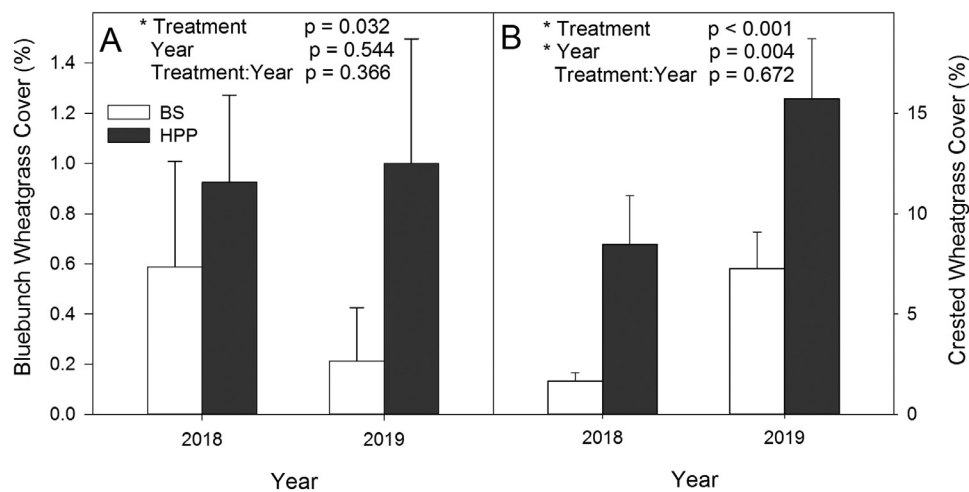 A
* Treatment p = 0.032
Year p = 0.544
Treatment:Year p = 0.366
BS
HPP
Bluebunch Wheatgrass Cover (%)
1.4
1.2
1.0
0.8
0.6
0.4
0.2
0.0
2018 2019
Year
B
* Treatment p < 0.001
* Year p = 0.004
Treatment:Year p = 0.672
15
10
5
0
Crested Wheatgrass Cover (%)
2018 2019
Year